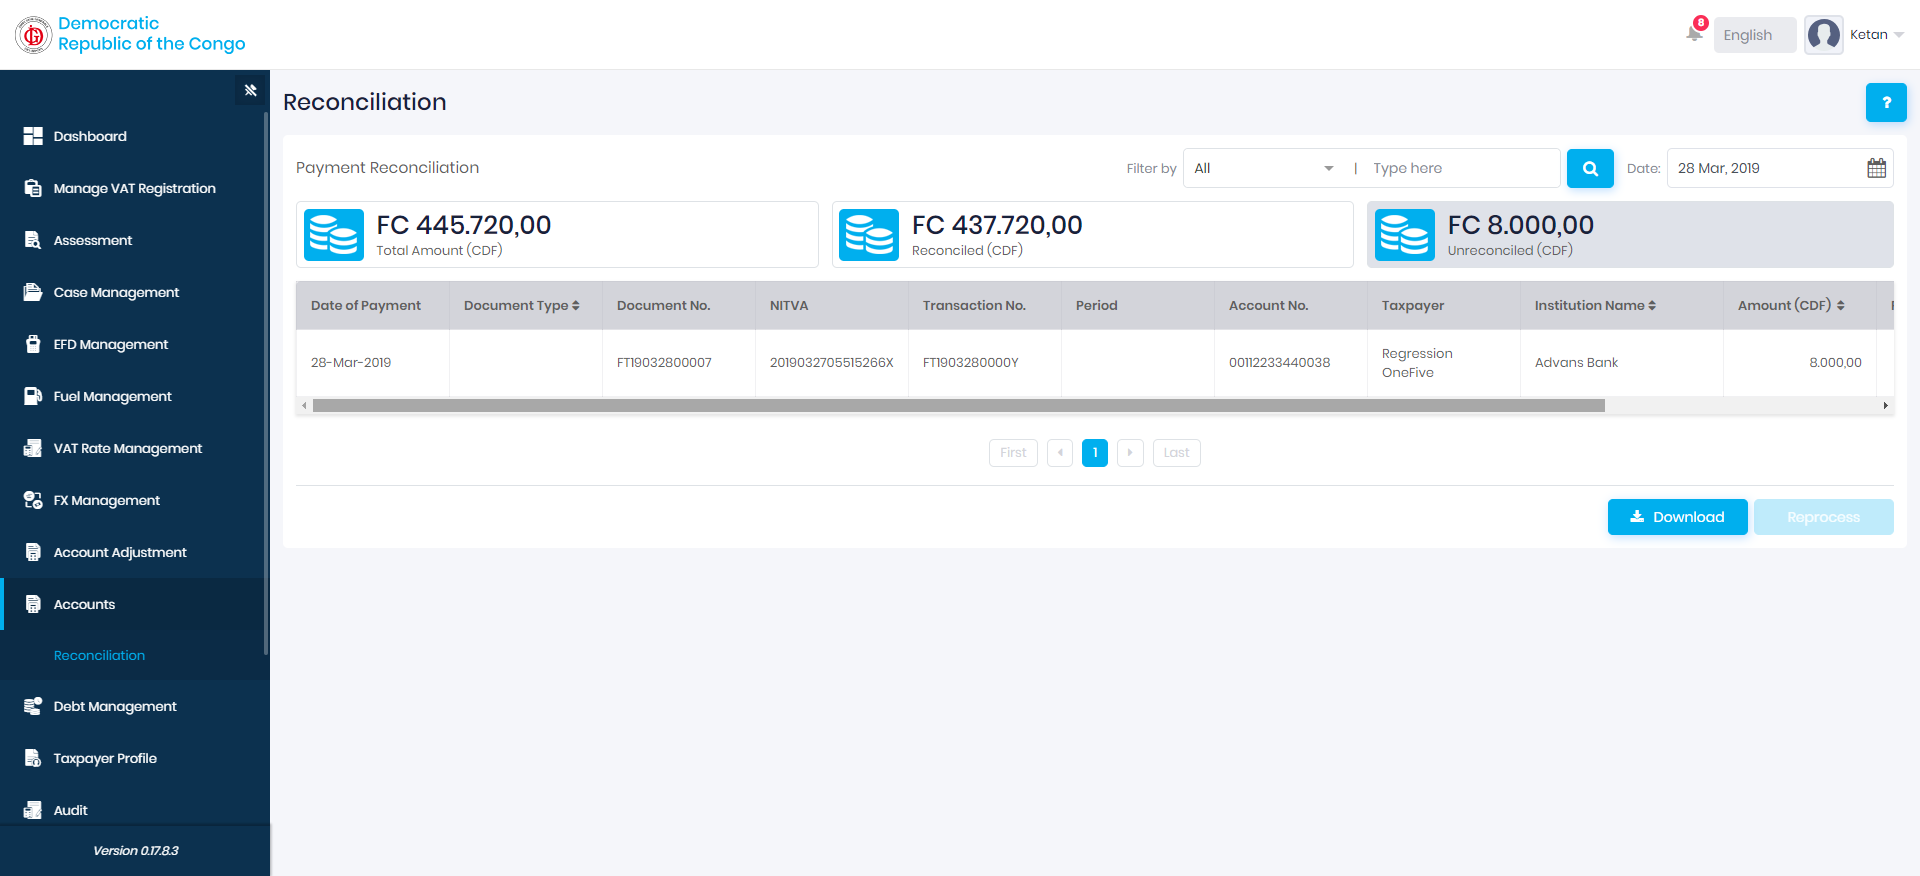 Democratic
Republic of the Congo
8
English
Ketan
Reconciliation
?
Dashboard
Manage VAT Registration
Assessment
Case Management
EFD Management
Fuel Management
VAT Rate Management
FX Management
Account Adjustment
Accounts
Reconciliation
Debt Management
Taxpayer Profile
Audit
Version 0.17.8.3
Payment Reconciliation
Filter by All | Type here Date: 28 Mar, 2019
FC 445.720,00
Total Amount (CDF)
FC 437.720,00
Reconciled (CDF)
FC 8.000,00
Unreconciled (CDF)
Date of Payment Document Type Document No. NITVA Transaction No. Period Account No. Taxpayer Institution Name Amount (CDF)
28-Mar-2019 FT19032800007 2019032705515266X FT1903280000Y 00112233440038 Regression OneFive Advans Bank 8.000,00
First 1 Last
Download Reprocess